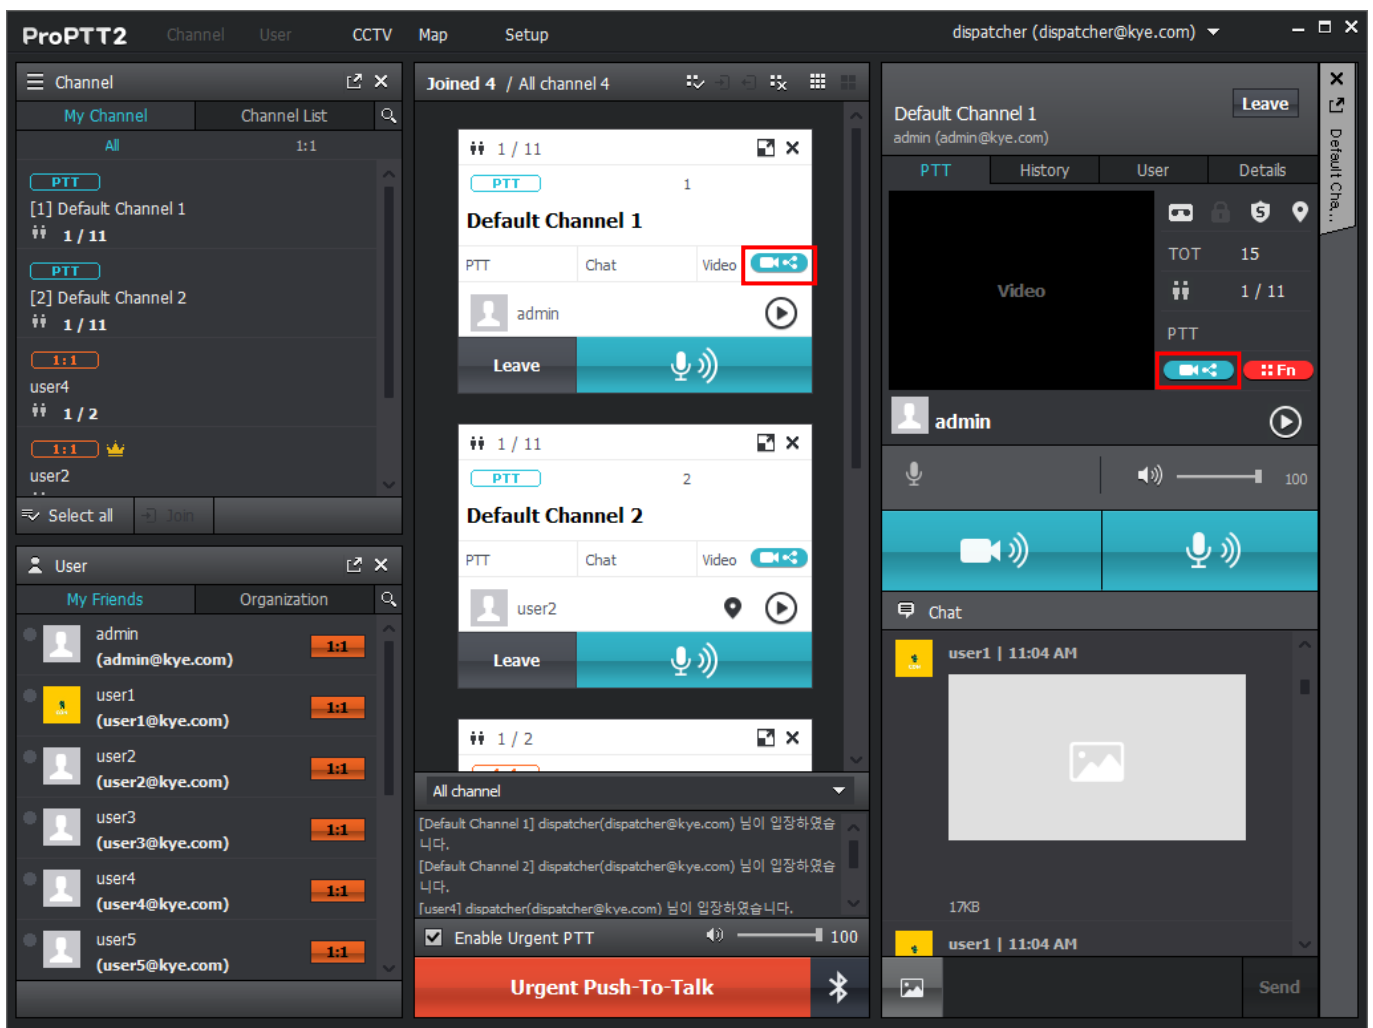 ProPTT2 Channel User CCTV Map Setup dispatcher (dispatcher@kye.com)
Channel
My Channel Channel List
All 1:1
PTT
[1] Default Channel 1
1 / 11
PTT
[2] Default Channel 2
1 / 11
1:1
user4
1 / 2
1:1
user2
Select all Join
User
My Friends Organization
admin
(admin@kye.com) 1:1
user1
(user1@kye.com) 1:1
user2
(user2@kye.com) 1:1
user3
(user3@kye.com) 1:1
user4
(user4@kye.com) 1:1
user5
(user5@kye.com) 1:1
Joined 4 / All channel 4
1 / 11
PTT 1
Default Channel 1
PTT Chat Video
admin
Leave
1 / 11
PTT 2
Default Channel 2
PTT Chat Video
user2
Leave
1 / 2
All channel
[Default Channel 1] dispatcher(dispatcher@kye.com) 님이 입장하였습
니다.
[Default Channel 2] dispatcher(dispatcher@kye.com) 님이 입장하였습
니다.
[user4] dispatcher(dispatcher@kye.com) 님이 입장하였습니다.
Enable Urgent PTT 100
Urgent Push-To-Talk
Default Channel 1 Leave
admin (admin@kye.com)
PTT History User Details
Video
S
TOT 15
1 / 11
PTT
Fn
admin
100
Chat
user1 | 11:04 AM
17KB
user1 | 11:04 AM
Send
Default Cha...